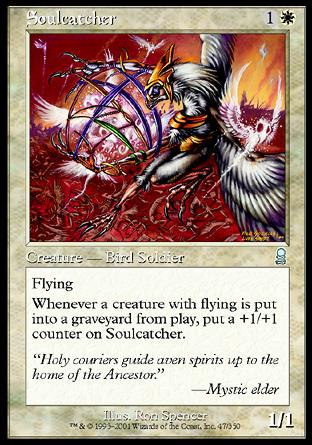 Soulcatcher 1
Creature — Bird Soldier
Flying
Whenever a creature with flying is put
into a graveyard from play, put a +1/+1
counter on Soulcatcher.
“Holy couriers guide aven spirits up to the
home of the Ancestor.”
—Mystic elder
Illus. Ron Spencer
™ & © 1993-2001 Wizards of the Coast, Inc. 47/350
1/1